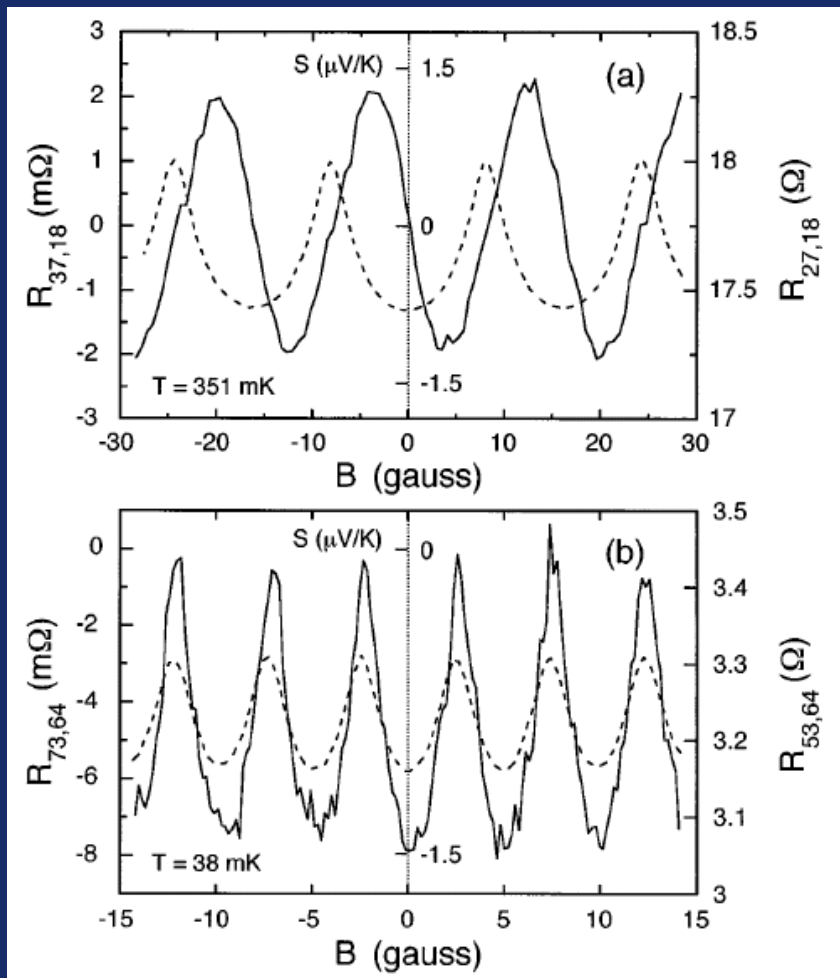 3
2
1
0
-1
-2
-3
R37,18 (mΩ)
S (μV/K)
1.5
0
-1.5
(a)
T = 351 mK
18.5
18
17.5
17
R27,18 (Ω)
-30 -20 -10 0 10 20 30
B (gauss)
0
-2
-4
-6
-8
R73,64 (mΩ)
S (μV/K)
0
-1.5
(b)
T = 38 mK
3.5
3.4
3.3
3.2
3.1
3
R53,64 (Ω)
-15 -10 -5 0 5 10 15
B (gauss)